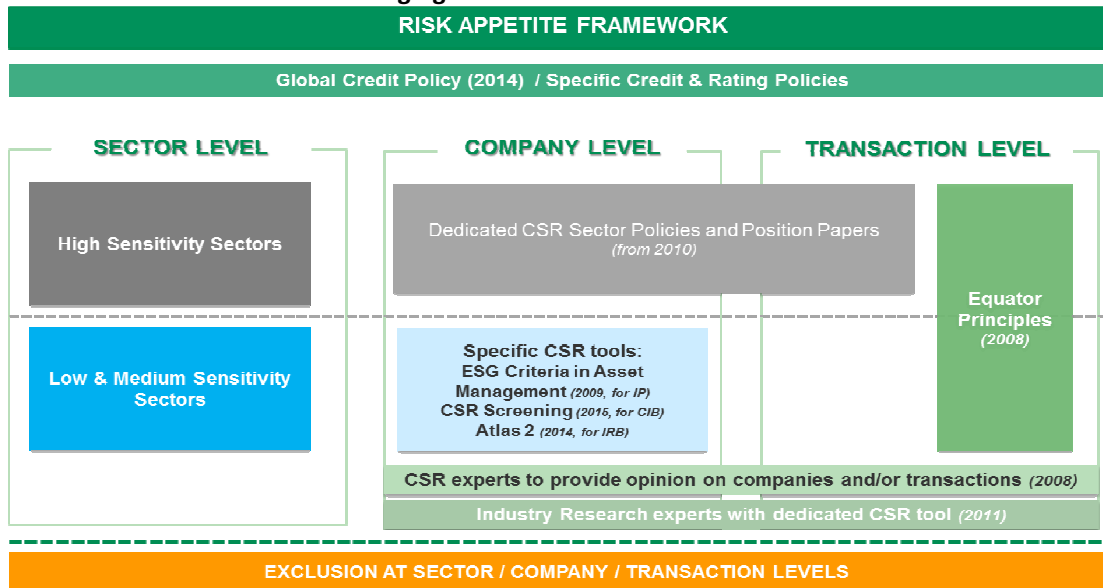 RISK APPETITE FRAMEWORK
Global Credit Policy (2014) / Specific Credit & Rating Policies
SECTOR LEVEL
COMPANY LEVEL
TRANSACTION LEVEL
High Sensitivity Sectors
Dedicated CSR Sector Policies and Position Papers
(from 2010)
Equator
Principles
(2008)
Low & Medium Sensitivity
Sectors
Specific CSR tools:
ESG Criteria in Asset
Management (2009, for IP)
CSR Screening (2015, for CIB)
Atlas 2 (2014, for IRB)
CSR experts to provide opinion on companies and/or transactions (2008)
Industry Research experts with dedicated CSR tool (2011)
EXCLUSION AT SECTOR / COMPANY / TRANSACTION LEVELS